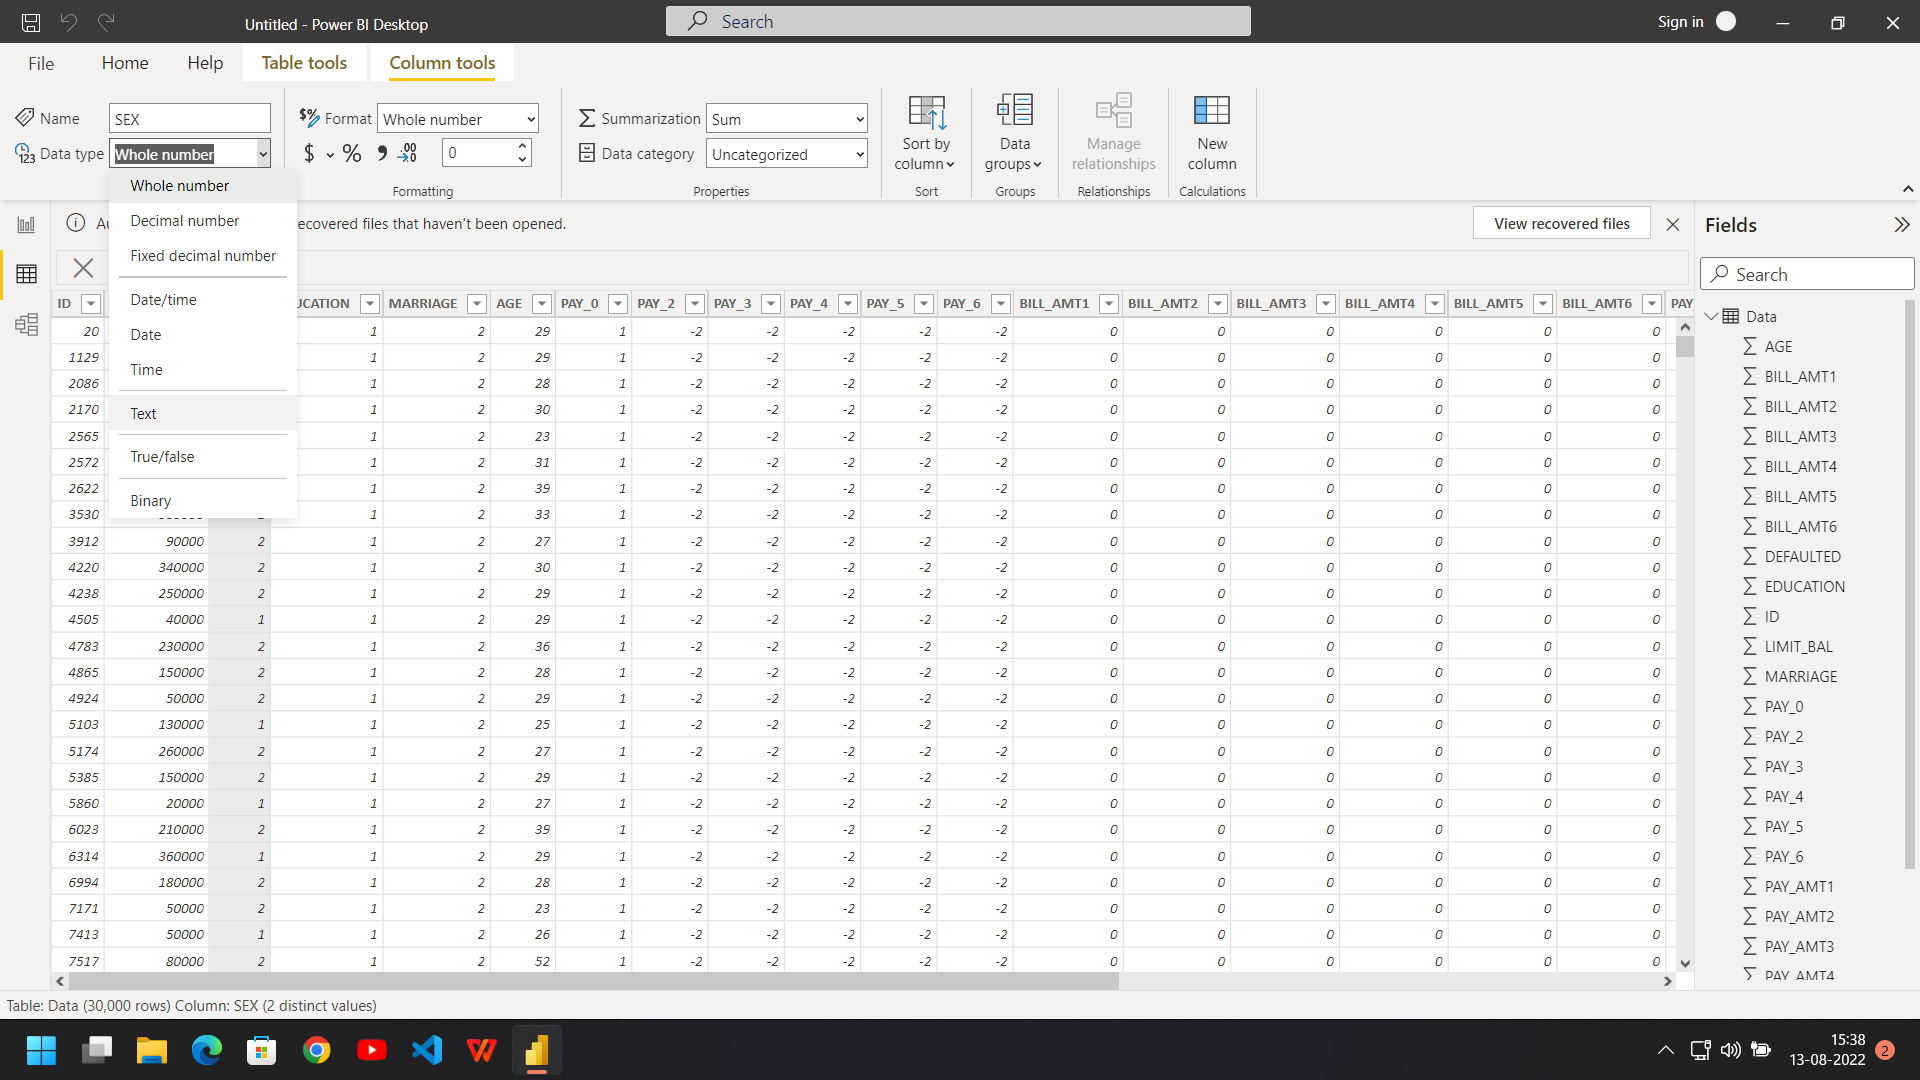 Untitled - Power BI Desktop
Search
Sign in
File
Home
Help
Table tools
Column tools
Name
SEX
Data type
Whole number
Format
Whole number
$
%
0
Formatting
Summarization
Sum
Data category
Uncategorized
Properties
Sort by
column
Sort
Data
groups
Groups
Manage
relationships
Relationships
New
column
Calculations
Whole number
Decimal number
Fixed decimal number
Date/time
Date
Time
Text
True/false
Binary
recovered files that haven't been opened.
View recovered files
ID UCATION MARRIAGE AGE PAY_0 PAY_2 PAY_3 PAY_4 PAY_5 PAY_6 BILL_AMT1 BILL_AMT2 BILL_AMT3 BILL_AMT4 BILL_AMT5 BILL_AMT6 PAY_
20 1 2 29 1 -2 -2 -2 -2 -2 0 0 0 0 0 0
1129 1 2 29 1 -2 -2 -2 -2 -2 0 0 0 0 0 0
2086 1 2 28 1 -2 -2 -2 -2 -2 0 0 0 0 0 0
2170 1 2 30 1 -2 -2 -2 -2 -2 0 0 0 0 0 0
2565 1 2 23 1 -2 -2 -2 -2 -2 0 0 0 0 0 0
2572 1 2 31 1 -2 -2 -2 -2 -2 0 0 0 0 0 0
2622 1 2 39 1 -2 -2 -2 -2 -2 0 0 0 0 0 0
3530 1 2 33 1 -2 -2 -2 -2 -2 0 0 0 0 0 0
3912 90000 2 1 2 27 1 -2 -2 -2 -2 -2 0 0 0 0 0 0
4220 340000 2 1 2 30 1 -2 -2 -2 -2 -2 0 0 0 0 0 0
4238 250000 2 1 2 29 1 -2 -2 -2 -2 -2 0 0 0 0 0 0
4505 40000 1 1 2 29 1 -2 -2 -2 -2 -2 0 0 0 0 0 0
4783 230000 2 1 2 36 1 -2 -2 -2 -2 -2 0 0 0 0 0 0
4865 150000 2 1 2 28 1 -2 -2 -2 -2 -2 0 0 0 0 0 0
4924 50000 2 1 2 29 1 -2 -2 -2 -2 -2 0 0 0 0 0 0
5103 130000 1 1 2 25 1 -2 -2 -2 -2 -2 0 0 0 0 0 0
5174 260000 2 1 2 27 1 -2 -2 -2 -2 -2 0 0 0 0 0 0
5385 150000 2 1 2 29 1 -2 -2 -2 -2 -2 0 0 0 0 0 0
5860 20000 1 1 2 27 1 -2 -2 -2 -2 -2 0 0 0 0 0 0
6023 210000 2 1 2 39 1 -2 -2 -2 -2 -2 0 0 0 0 0 0
6314 360000 1 1 2 29 1 -2 -2 -2 -2 -2 0 0 0 0 0 0
6994 180000 2 1 2 28 1 -2 -2 -2 -2 -2 0 0 0 0 0 0
7171 50000 2 1 2 23 1 -2 -2 -2 -2 -2 0 0 0 0 0 0
7413 50000 1 1 2 26 1 -2 -2 -2 -2 -2 0 0 0 0 0 0
7517 80000 2 1 2 52 1 -2 -2 -2 -2 -2 0 0 0 0 0 0
Fields
Search
Data
AGE
BILL_AMT1
BILL_AMT2
BILL_AMT3
BILL_AMT4
BILL_AMT5
BILL_AMT6
DEFAULTED
EDUCATION
ID
LIMIT_BAL
MARRIAGE
PAY_0
PAY_2
PAY_3
PAY_4
PAY_5
PAY_6
PAY_AMT1
PAY_AMT2
PAY_AMT3
PAY_AMT4
Table: Data (30,000 rows) Column: SEX (2 distinct values)
15:38
13-08-2022
2